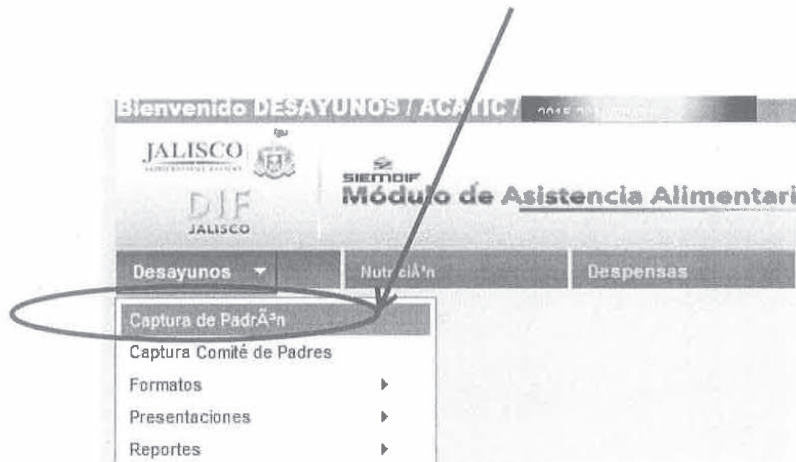 Bienvenido DESAYUNOS / ACATIC /
JALISCO
DIF
JALISCO
SIEMDIF
Módulo de Asistencia Alimentari
Desayunos
NutriciÃ³n
Despensas
Captura de PadrÃ³n
Captura Comité de Padres
Formatos
Presentaciones
Reportes